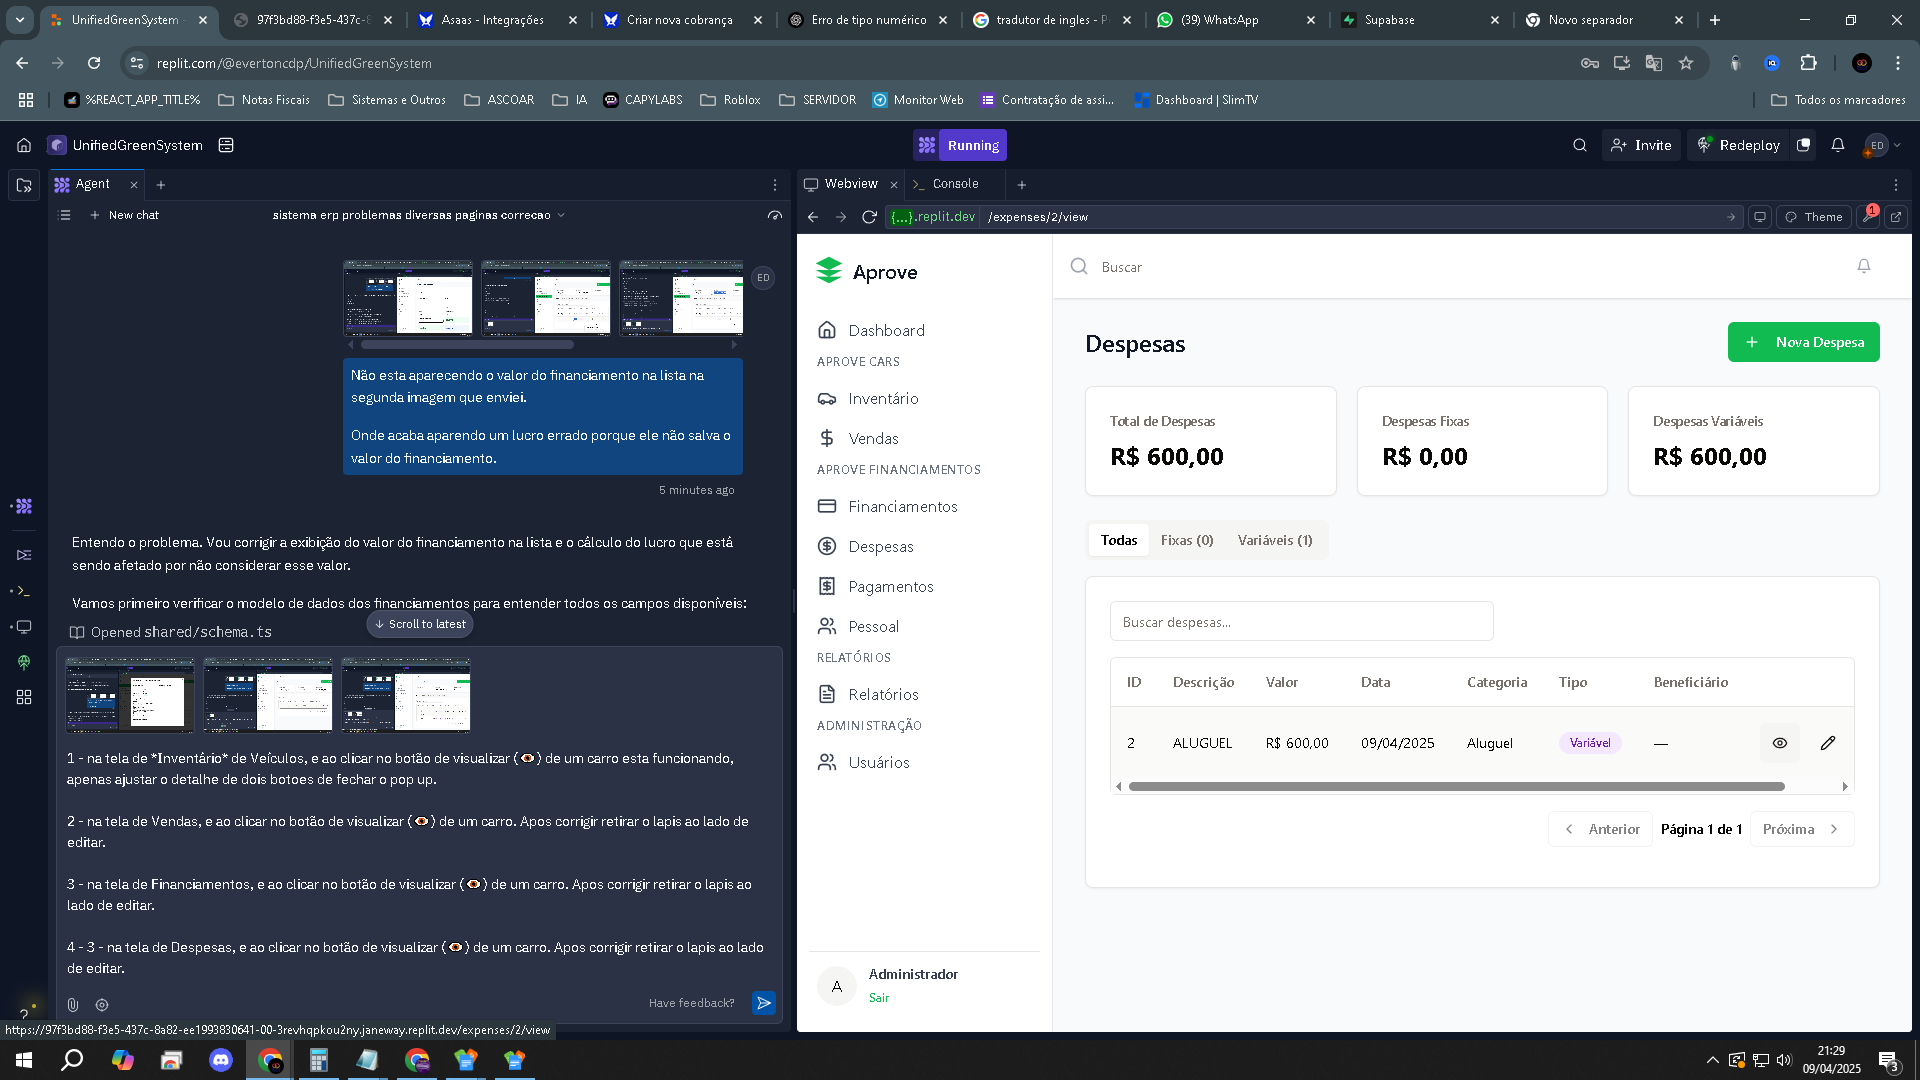 UnifiedGreenSystem -
97f3bd88-f3e5-437c-8
Asaas - Integrações
Criar nova cobrança
Erro de tipo numérico
tradutor de ingles - Pe
(39) WhatsApp
Supabase
Novo separador
replit.com/@evertoncdp/UnifiedGreenSystem
%REACT_APP_TITLE%
Notas Fiscais
Sistemas e Outros
ASCOAR
IA
CAPYLABS
Roblox
SERVIDOR
Monitor Web
Contratação de assi...
Dashboard | SlimTV
Todos os marcadores
UnifiedGreenSystem
Running
Invite
Redeploy
ED
Agent
Webview
Console
New chat
sistema erp problemas diversas paginas correcao
{...}.replit.dev
/expenses/2/view
Theme
1
ED
Não esta aparecendo o valor do financiamento na lista na
segunda imagem que enviei.
Onde acaba aparendo um lucro errado porque ele não salva o
valor do financiamento.
5 minutes ago
Entendo o problema. Vou corrigir a exibição do valor do financiamento na lista e o cálculo do lucro que está
sendo afetado por não considerar esse valor.
Vamos primeiro verificar o modelo de dados dos financiamentos para entender todos os campos disponíveis:
Scroll to latest
Opened shared/schema.ts
1 - na tela de *Inventário* de Veículos, e ao clicar no botão de visualizar (👁) de um carro esta funcionando,
apenas ajustar o detalhe de dois botoes de fechar o pop up.
2 - na tela de Vendas, e ao clicar no botão de visualizar (👁) de um carro. Apos corrigir retirar o lapis ao lado de
editar.
3 - na tela de Financiamentos, e ao clicar no botão de visualizar (👁) de um carro. Apos corrigir retirar o lapis ao
lado de editar.
4 - 3 - na tela de Despesas, e ao clicar no botão de visualizar (👁) de um carro. Apos corrigir retirar o lapis ao lado
de editar.
Have feedback?
https://97f3bd88-f3e5-437c-8a82-ee1993830641-00-3revhqpkou2ny.janeway.replit.dev/expenses/2/view
Aprove
Dashboard
APROVE CARS
Inventário
Vendas
APROVE FINANCIAMENTOS
Financiamentos
Despesas
Pagamentos
Pessoal
RELATÓRIOS
Relatórios
ADMINISTRAÇÃO
Usuários
A
Administrador
Sair
Buscar
Despesas
Nova Despesa
Total de Despesas
R$ 600,00
Despesas Fixas
R$ 0,00
Despesas Variáveis
R$ 600,00
Todas
Fixas (0)
Variáveis (1)
Buscar despesas...
ID Descrição Valor Data Categoria Tipo Beneficiário
2 ALUGUEL R$ 600,00 09/04/2025 Aluguel Variável —
Anterior
Página 1 de 1
Próxima
21:29
09/04/2025
3